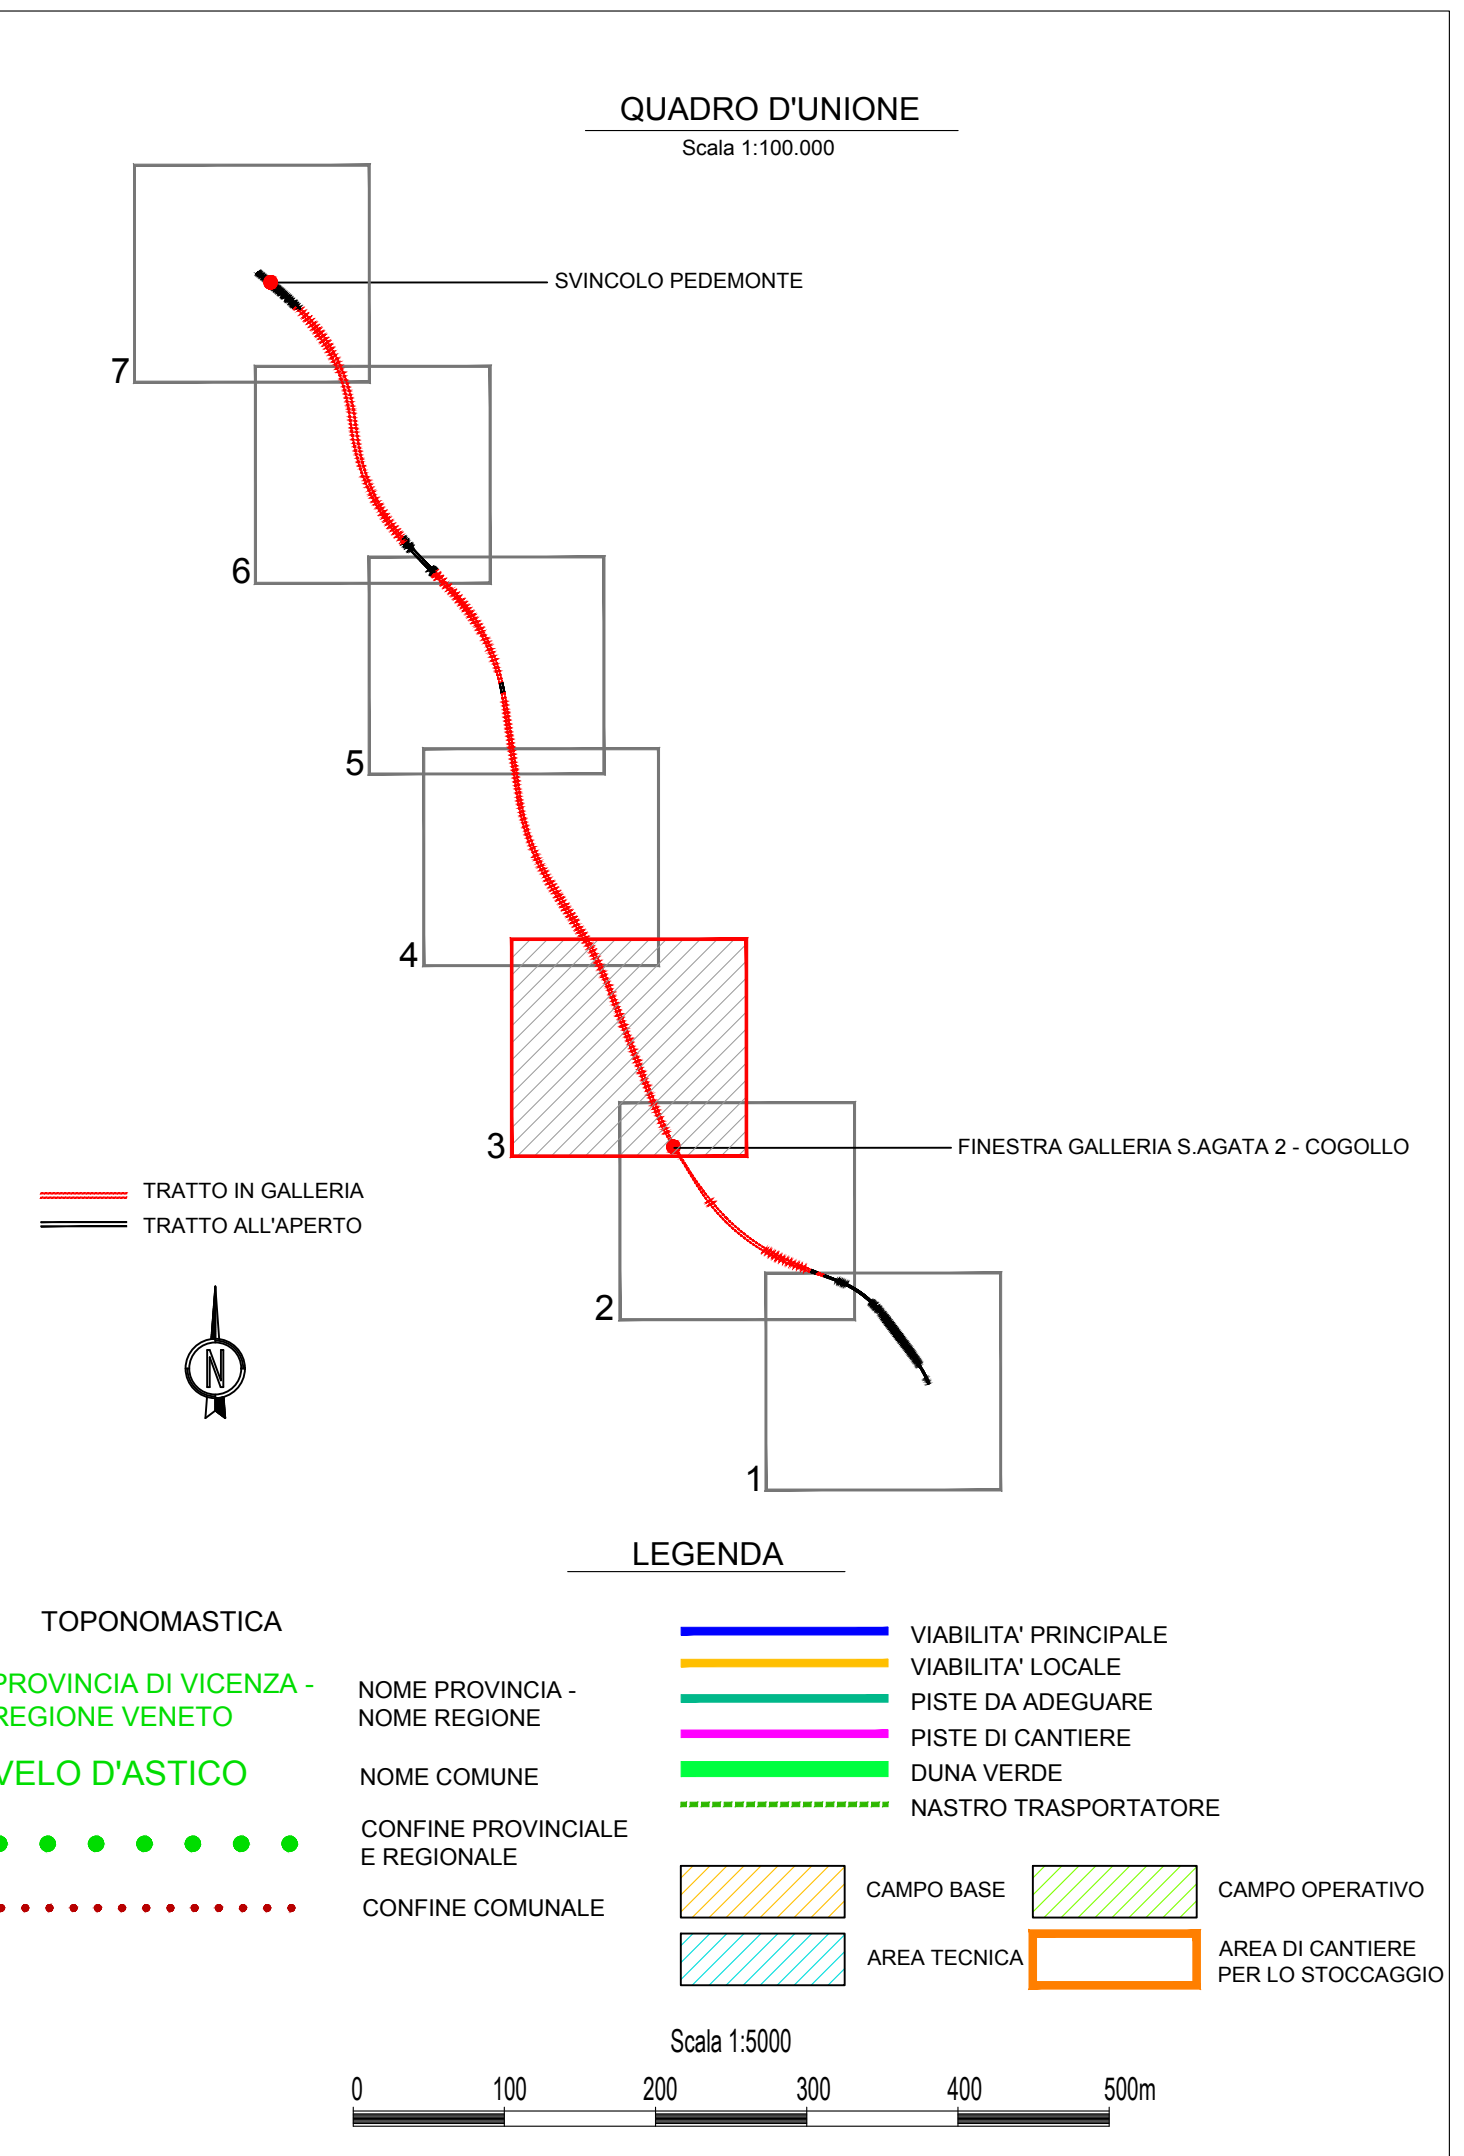 QUADRO D'UNIONE
Scala 1:100.000
SVINCOLO PEDEMONTE
7
6
5
4
3
FINESTRA GALLERIA S.AGATA 2 - COGOLLO
TRATTO IN GALLERIA
TRATTO ALL'APERTO
2
N
1
LEGENDA
TOPONOMASTICA
PROVINCIA DI VICENZA -
REGIONE VENETO
NOME PROVINCIA -
NOME REGIONE
VELO D'ASTICO
NOME COMUNE
CONFINE PROVINCIALE
E REGIONALE
CONFINE COMUNALE
VIABILITA' PRINCIPALE
VIABILITA' LOCALE
PISTE DA ADEGUARE
PISTE DI CANTIERE
DUNA VERDE
NASTRO TRASPORTATORE
CAMPO BASE
CAMPO OPERATIVO
AREA TECNICA
AREA DI CANTIERE
PER LO STOCCAGGIO
Scala 1:5000
0 100 200 300 400 500m